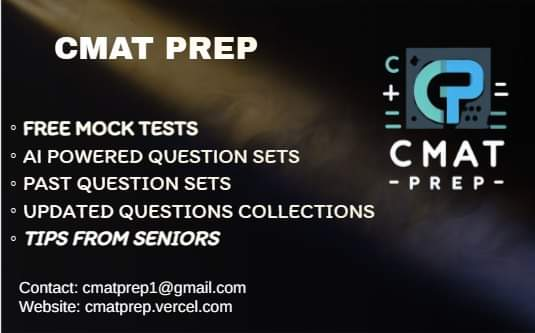 CMAT PREP
◦ FREE MOCK TESTS
◦ AI POWERED QUESTION SETS
◦ PAST QUESTION SETS
◦ UPDATED QUESTIONS COLLECTIONS
◦ TIPS FROM SENIORS
Contact: cmatprep1@gmail.com
Website: cmatprep.vercel.com
C
+ CP =
CMAT
-PREP-